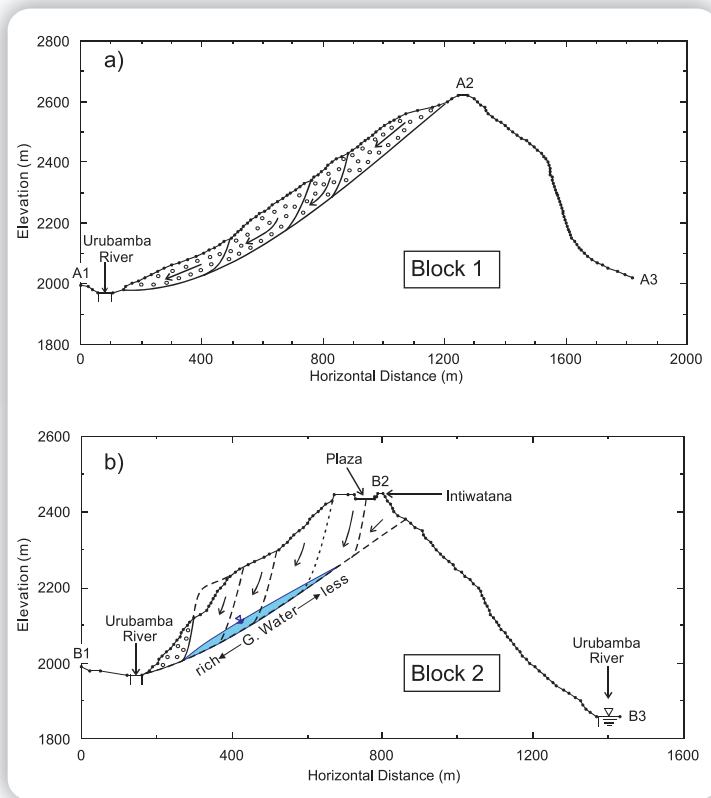 a)
A2
2800
2600
2400
2200
2000
1800
Elevation (m)
Urubamba
River
A1
A3
Block 1
0
400
800
1200
1600
2000
Horizontal Distance (m)
b)
Plaza
B2
Intiwatana
2600
2400
2200
2000
1800
Elevation (m)
Urubamba
River
B1
rich G. Water less
Block 2
Urubamba
River
B3
0
400
800
1200
1600
Horizontal Distance (m)